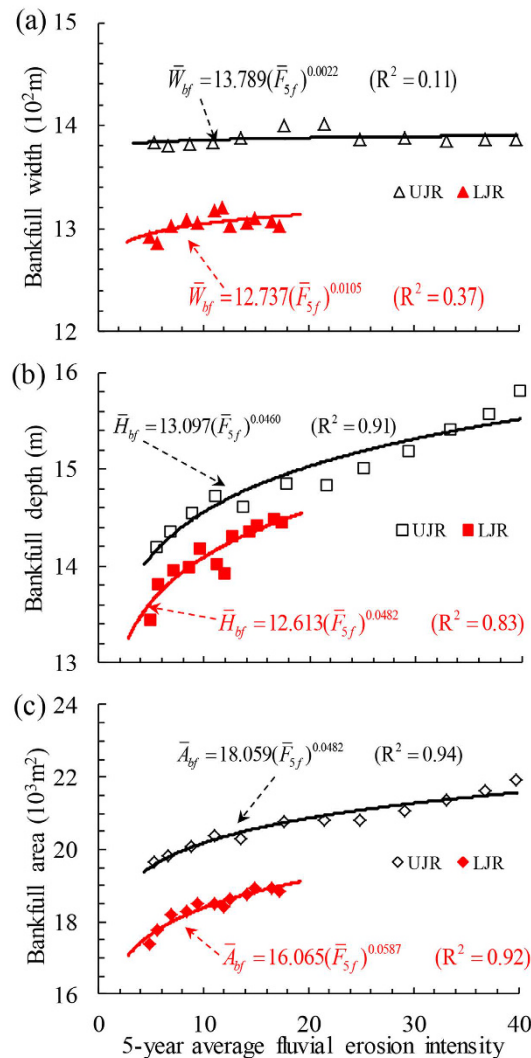 (a)
15
14
13
12
Bankfull width (10²m)
W̄bf=13.789(F̄5f)^0.0022 (R²=0.11)
UJR LJR
W̄bf=12.737(F̄5f)^0.0105 (R²=0.37)
(b)
16
15
14
13
Bankfull depth (m)
H̄bf=13.097(F̄5f)^0.0460 (R²=0.91)
UJR LJR
H̄bf=12.613(F̄5f)^0.0482 (R²=0.83)
(c)
24
22
20
18
16
Bankfull area (10³m²)
Ābf=18.059(F̄5f)^0.0482 (R²=0.94)
UJR LJR
Ābf=16.065(F̄5f)^0.0587 (R²=0.92)
0 10 20 30 40
5-year average fluvial erosion intensity